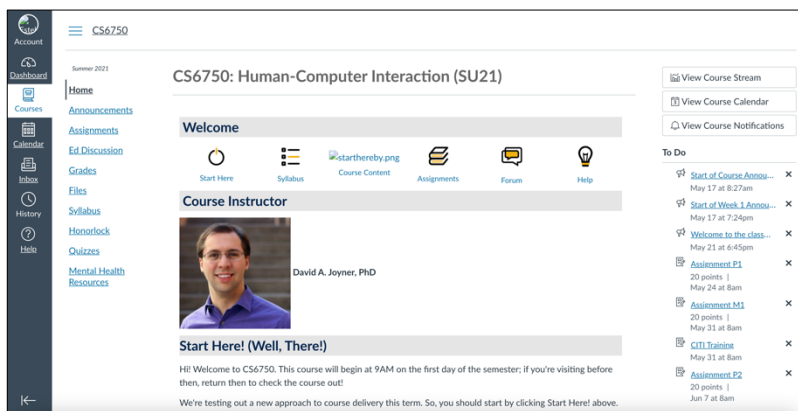 Account
Dashboard
Courses
Calendar
Inbox
History
Help
CS6750
Summer 2021
Home
Announcements
Assignments
Ed Discussion
Grades
Files
Syllabus
Honorlock
Quizzes
Mental Health
Resources
CS6750: Human-Computer Interaction (SU21)
Welcome
Start Here
Syllabus
starthereby.png
Course Content
Assignments
Forum
Help
Course Instructor
David A. Joyner, PhD
Start Here! (Well, There!)
Hi! Welcome to CS6750. This course will begin at 9AM on the first day of the semester; if you're visiting before
then, return then to check the course out!
We're testing out a new approach to course delivery this term. So, you should start by clicking Start Here! above.
View Course Stream
View Course Calendar
View Course Notifications
To Do
Start of Course Annou...
May 17 at 8:27am
Start of Week 1 Annou...
May 17 at 7:24pm
Welcome to the class...
May 21 at 6:45pm
Assignment P1
20 points |
May 24 at 8am
Assignment M1
20 points |
May 31 at 8am
CITI Training
May 31 at 8am
Assignment P2
20 points |
Jun 7 at 8am